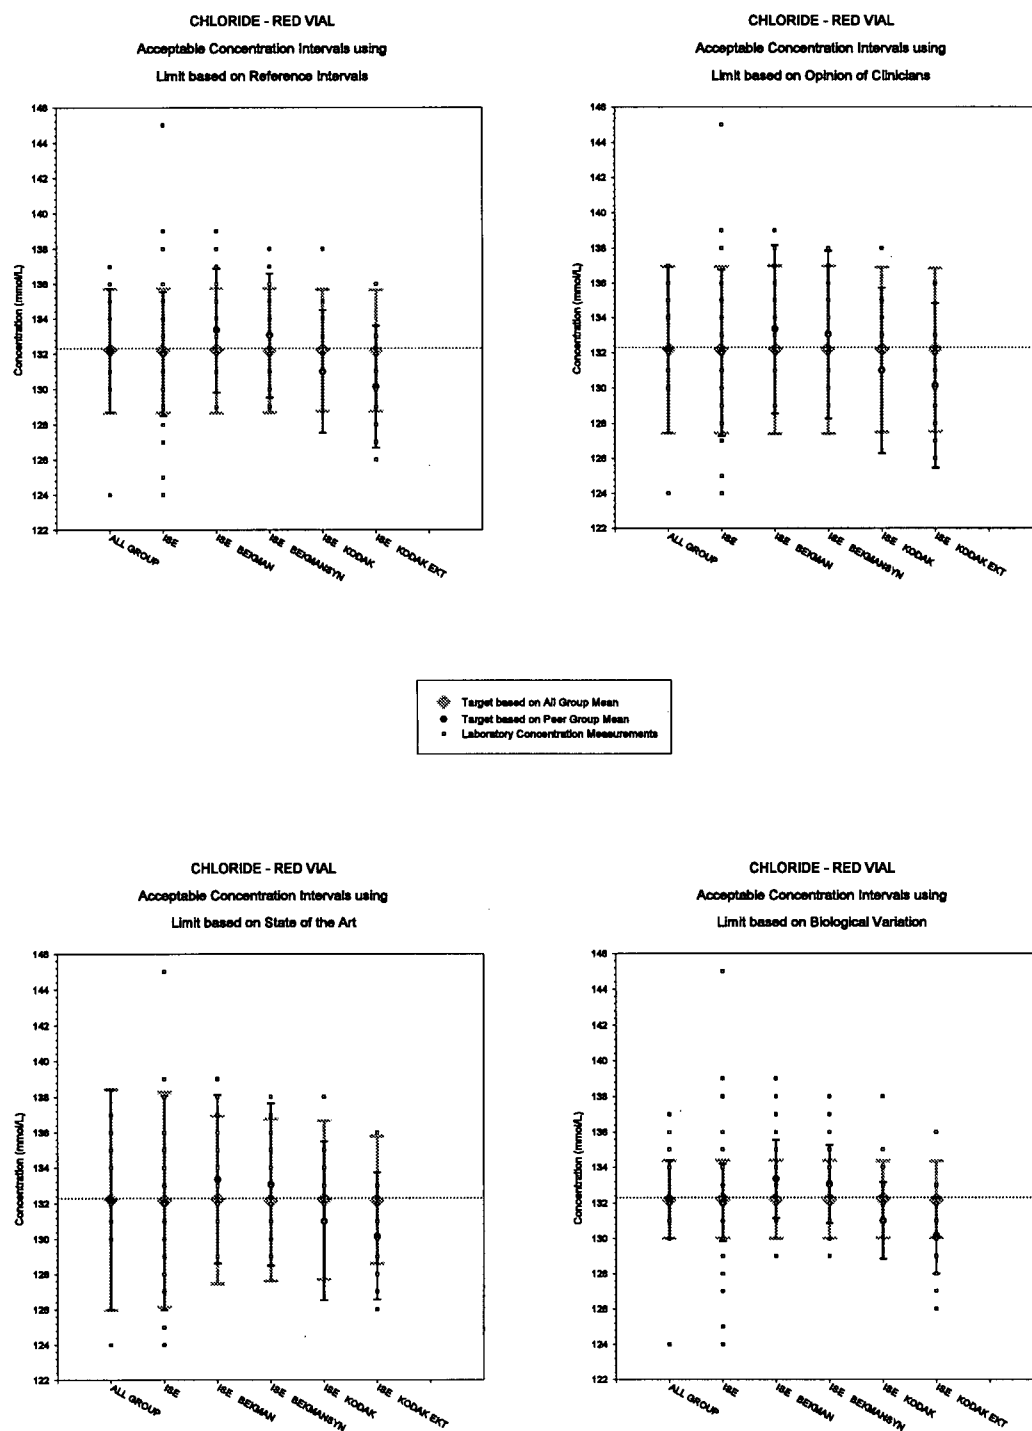 CHLORIDE - RED VIAL
Acceptable Concentration Intervals using
Limit based on Reference Intervals
Concentration (mmol/L)
146
144
142
140
138
136
134
132
130
128
126
124
122
ALL GROUP
ISE
ISE BEKMAN
ISE BEKMANSYN
ISE KODAK
ISE KODAK EKT
CHLORIDE - RED VIAL
Acceptable Concentration Intervals using
Limit based on Opinion of Clinicians
Concentration (mmol/L)
146
144
142
140
138
136
134
132
130
128
126
124
122
ALL GROUP
ISE
ISE BEKMAN
ISE BEKMANSYN
ISE KODAK
ISE KODAK EKT
Target based on All Group Mean
Target based on Peer Group Mean
Laboratory Concentration Measurements
CHLORIDE - RED VIAL
Acceptable Concentration Intervals using
Limit based on State of the Art
Concentration (mmol/L)
146
144
142
140
138
136
134
132
130
128
126
124
122
ALL GROUP
ISE
ISE BEKMAN
ISE BEKMANSYN
ISE KODAK
ISE KODAK EKT
CHLORIDE - RED VIAL
Acceptable Concentration Intervals using
Limit based on Biological Variation
Concentration (mmol/L)
146
144
142
140
138
136
134
132
130
128
126
124
122
ALL GROUP
ISE
ISE BEKMAN
ISE BEKMANSYN
ISE KODAK
ISE KODAK EKT